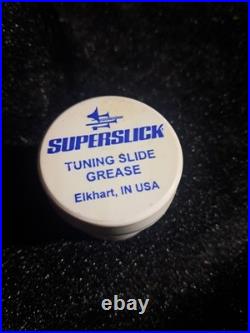 SUPERSLICK®
TUNING SLIDE
GREASE
Elkhart, IN USA